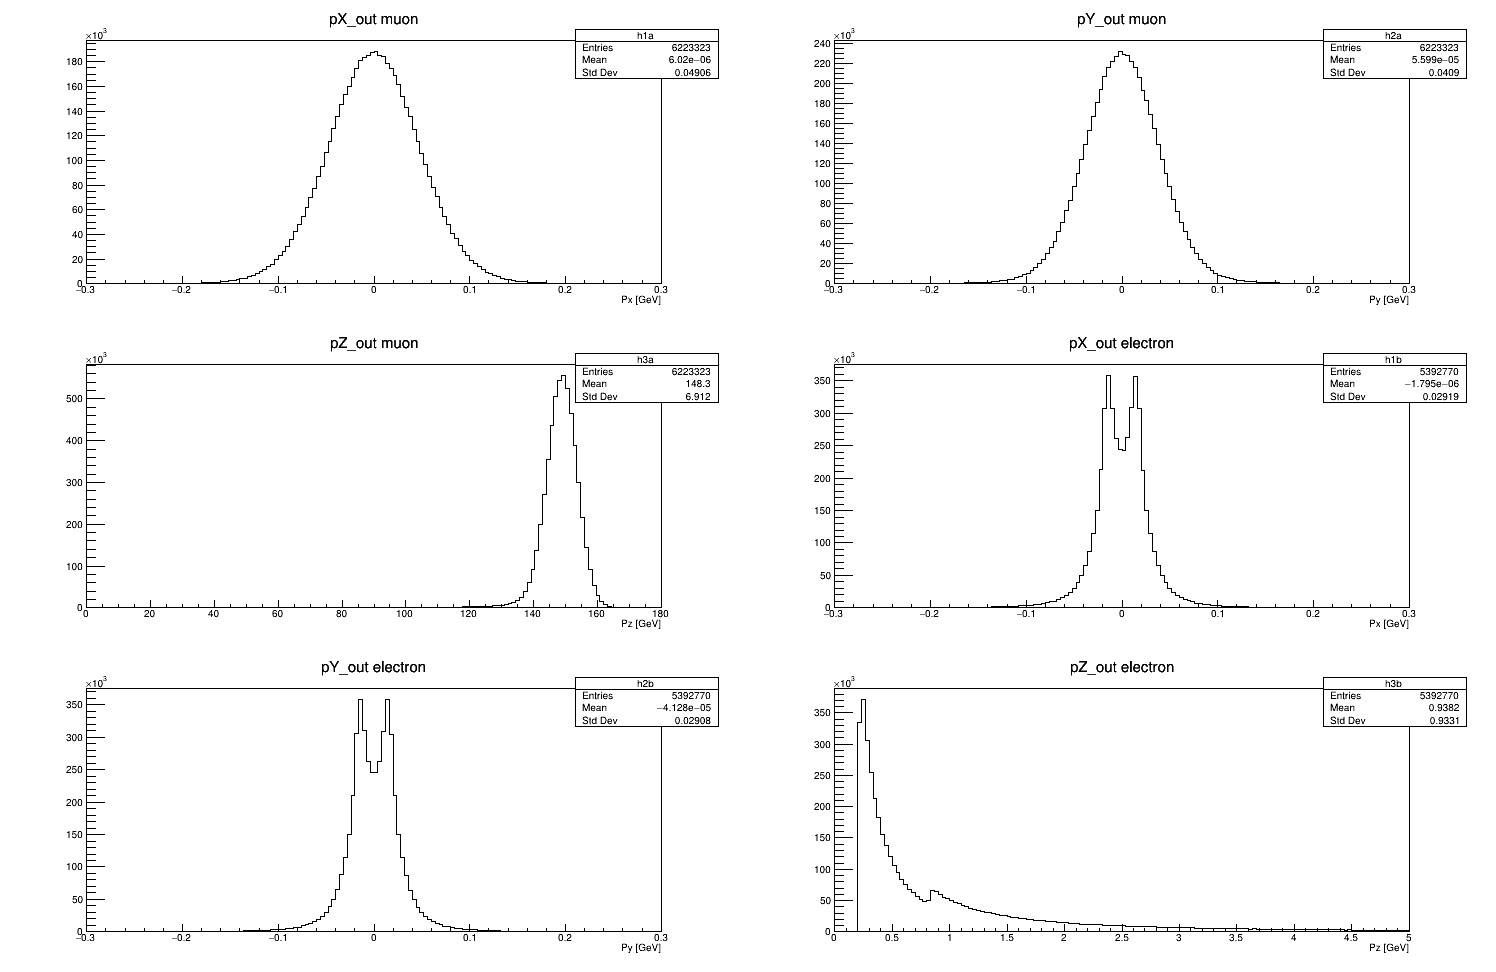 pX_out muon
×10³
h1a
Entries 6223323
Mean 6.02e−06
Std Dev 0.04906
180
160
140
120
100
80
60
40
20
0
−0.3 −0.2 −0.1 0 0.1 0.2 0.3
Px [GeV]
pY_out muon
×10³
h2a
Entries 6223323
Mean 5.599e−05
Std Dev 0.0409
240
220
200
180
160
140
120
100
80
60
40
20
0
−0.3 −0.2 −0.1 0 0.1 0.2 0.3
Py [GeV]
pZ_out muon
×10³
h3a
Entries 6223323
Mean 148.3
Std Dev 6.912
500
400
300
200
100
0
0 20 40 60 80 100 120 140 160 180
Pz [GeV]
pX_out electron
×10³
h1b
Entries 5392770
Mean −1.795e−06
Std Dev 0.02919
350
300
250
200
150
100
50
0
−0.3 −0.2 −0.1 0 0.1 0.2 0.3
Px [GeV]
pY_out electron
×10³
h2b
Entries 5392770
Mean −4.128e−05
Std Dev 0.02908
350
300
250
200
150
100
50
0
−0.3 −0.2 −0.1 0 0.1 0.2 0.3
Py [GeV]
pZ_out electron
×10³
h3b
Entries 5392770
Mean 0.9382
Std Dev 0.9331
350
300
250
200
150
100
50
0
0 0.5 1 1.5 2 2.5 3 3.5 4 4.5 5
Pz [GeV]